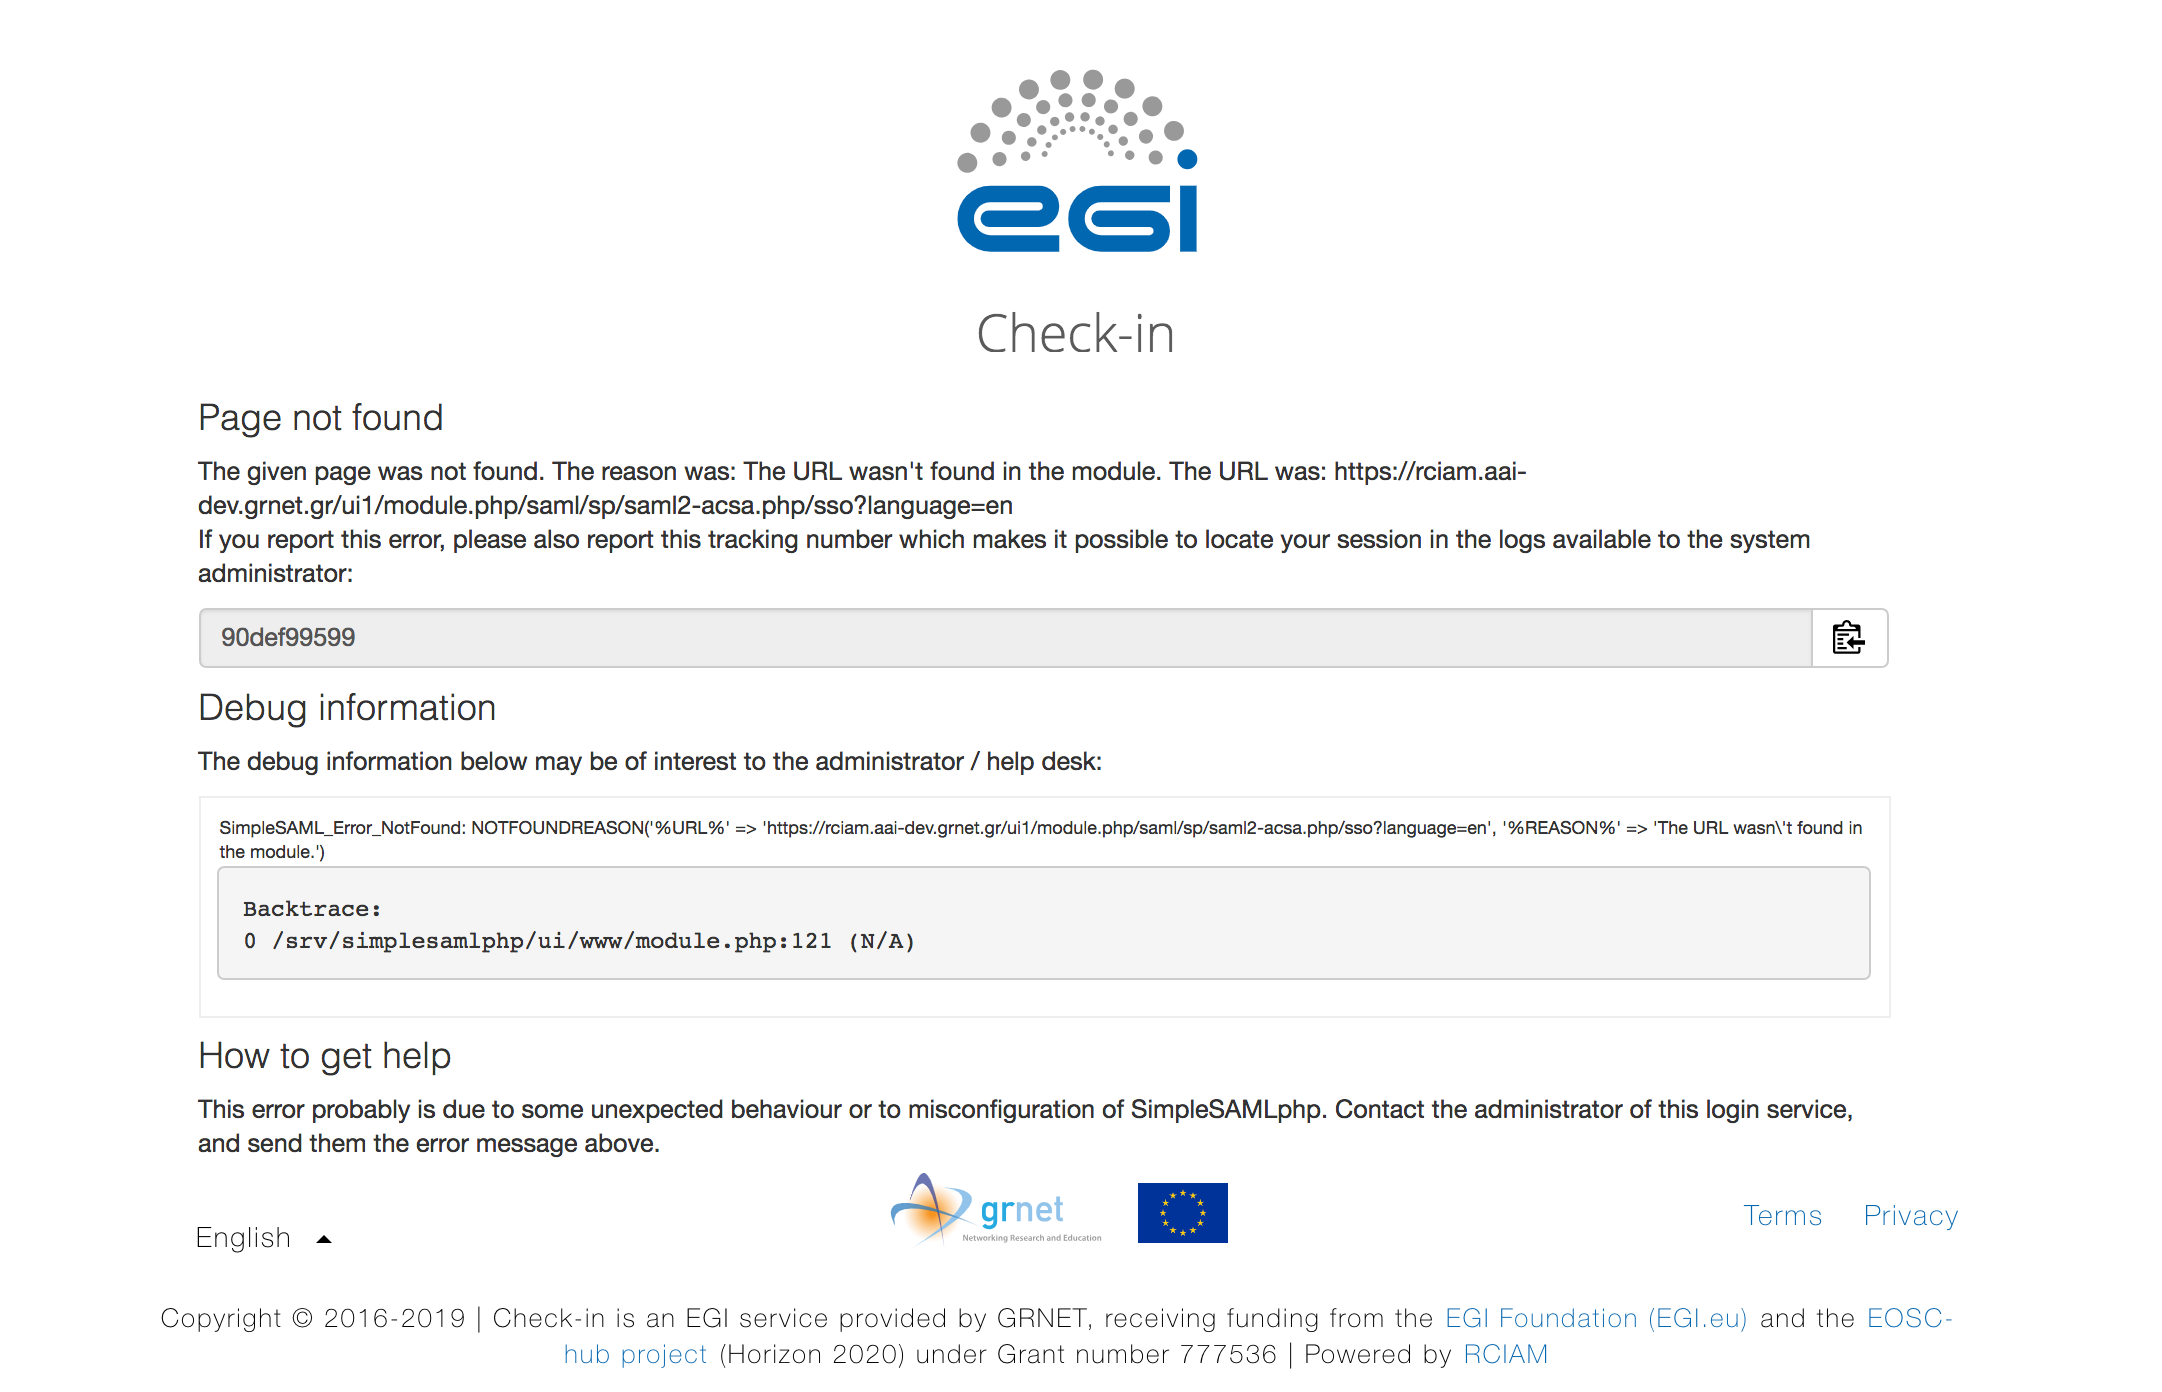 egi
Check-in
Page not found
The given page was not found. The reason was: The URL wasn't found in the module. The URL was: https://rciam.aai-
dev.grnet.gr/ui1/module.php/saml/sp/saml2-acsa.php/sso?language=en
If you report this error, please also report this tracking number which makes it possible to locate your session in the logs available to the system
administrator:
90def99599
Debug information
The debug information below may be of interest to the administrator / help desk:
SimpleSAML_Error_NotFound: NOTFOUNDREASON('%URL%' => 'https://rciam.aai-dev.grnet.gr/ui1/module.php/saml/sp/saml2-acsa.php/sso?language=en', '%REASON%' => 'The URL wasn\'t found in
the module.')
Backtrace:
0 /srv/simplesamlphp/ui/www/module.php:121 (N/A)
How to get help
This error probably is due to some unexpected behaviour or to misconfiguration of SimpleSAMLphp. Contact the administrator of this login service,
and send them the error message above.
English
grnet
Networking Research and Education
Terms Privacy
Copyright © 2016-2019 | Check-in is an EGI service provided by GRNET, receiving funding from the EGI Foundation (EGI.eu) and the EOSC-
hub project (Horizon 2020) under Grant number 777536 | Powered by RCIAM